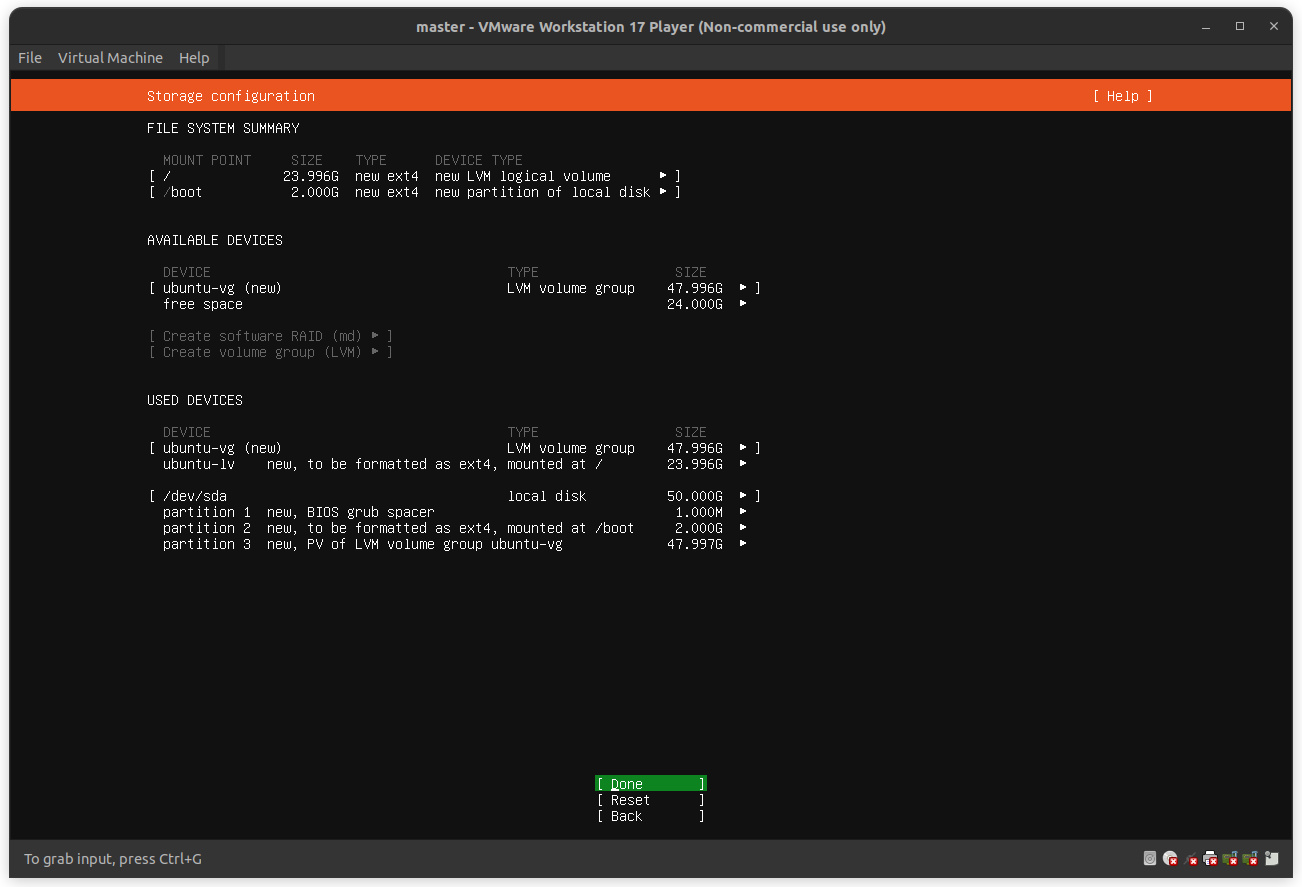 master - VMware Workstation 17 Player (Non-commercial use only)
File Virtual Machine Help
Storage configuration [ Help ]
FILE SYSTEM SUMMARY
MOUNT POINT SIZE TYPE DEVICE TYPE
[ / 23.996G new ext4 new LVM logical volume ▸ ]
[ /boot 2.000G new ext4 new partition of local disk ▸ ]
AVAILABLE DEVICES
DEVICE TYPE SIZE
[ ubuntu-vg (new) LVM volume group 47.996G ▸ ]
free space 24.000G ▸
[ Create software RAID (md) ▸ ]
[ Create volume group (LVM) ▸ ]
USED DEVICES
DEVICE TYPE SIZE
[ ubuntu-vg (new) LVM volume group 47.996G ▸ ]
ubuntu-lv new, to be formatted as ext4, mounted at / 23.996G ▸
[ /dev/sda local disk 50.000G ▸ ]
partition 1 new, BIOS grub spacer 1.000M ▸
partition 2 new, to be formatted as ext4, mounted at /boot 2.000G ▸
partition 3 new, PV of LVM volume group ubuntu-vg 47.997G ▸
[ Done ]
[ Reset ]
[ Back ]
To grab input, press Ctrl+G